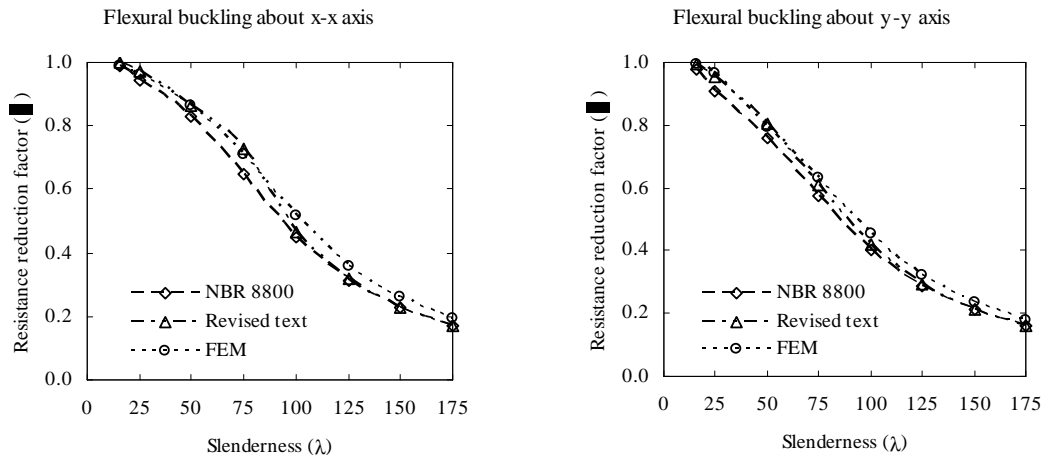 Flexural buckling about x-x axis
Resistance reduction factor ( )
1.0
0.8
0.6
0.4
0.2
0.0
NBR 8800
Revised text
FEM
0 25 50 75 100 125 150 175
Slenderness (λ)
Flexural buckling about y-y axis
Resistance reduction factor ( )
1.0
0.8
0.6
0.4
0.2
0.0
NBR 8800
Revised text
FEM
0 25 50 75 100 125 150 175
Slenderness (λ)